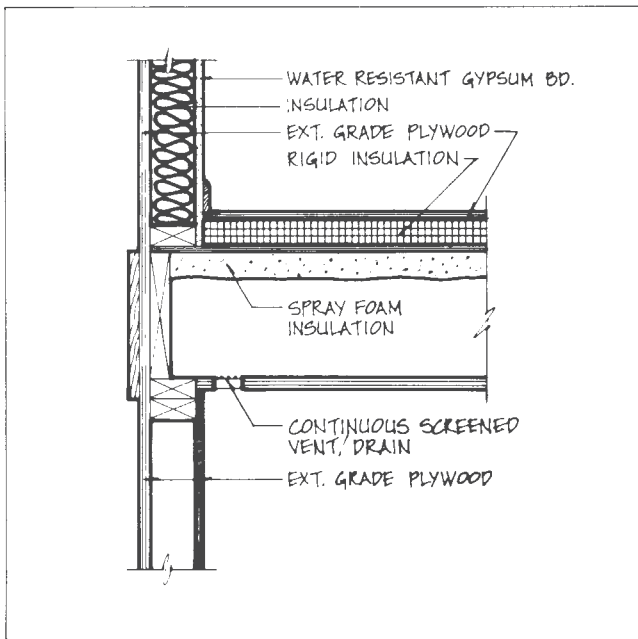 WATER RESISTANT GYPSUM BD.
INSULATION
EXT. GRADE PLYWOOD
RIGID INSULATION
SPRAY FOAM
INSULATION
CONTINUOUS SCREENED
VENT/DRAIN
EXT. GRADE PLYWOOD